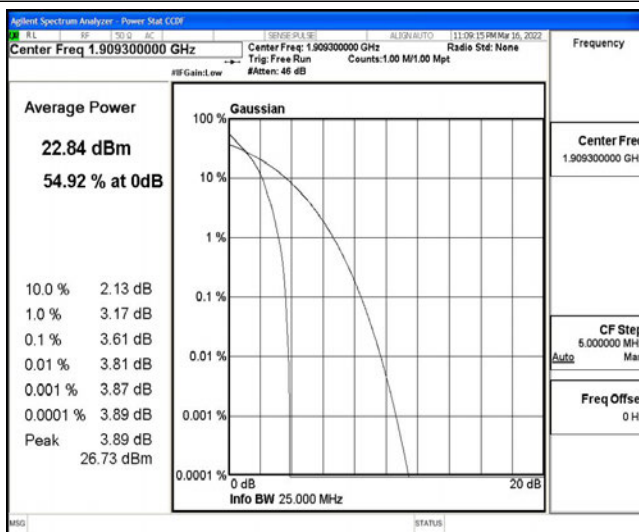 Agilent Spectrum Analyzer - Power Stat CCDF
RL RF 50 Ω AC SENSE:PULSE ALIGN AUTO 11:09:15 PM Mar 16, 2022
Center Freq 1.909300000 GHz
Center Freq: 1.909300000 GHz Radio Std: None
Trig: Free Run Counts:1.00 M/1.00 Mpt
#IFGain:Low #Atten: 46 dB
Frequency
Average Power
22.84 dBm
54.92 % at 0dB
10.0 % 2.13 dB
1.0 % 3.17 dB
0.1 % 3.61 dB
0.01 % 3.81 dB
0.001 % 3.87 dB
0.0001 % 3.89 dB
Peak 3.89 dB
26.73 dBm
Gaussian
100 %
10 %
1 %
0.1 %
0.01 %
0.001 %
0.0001 %
0 dB 20 dB
Info BW 25.000 MHz
Center Freq
1.909300000 GH
CF Step
5.000000 MH
Auto Ma
Freq Offse
0 H
MSG STATUS